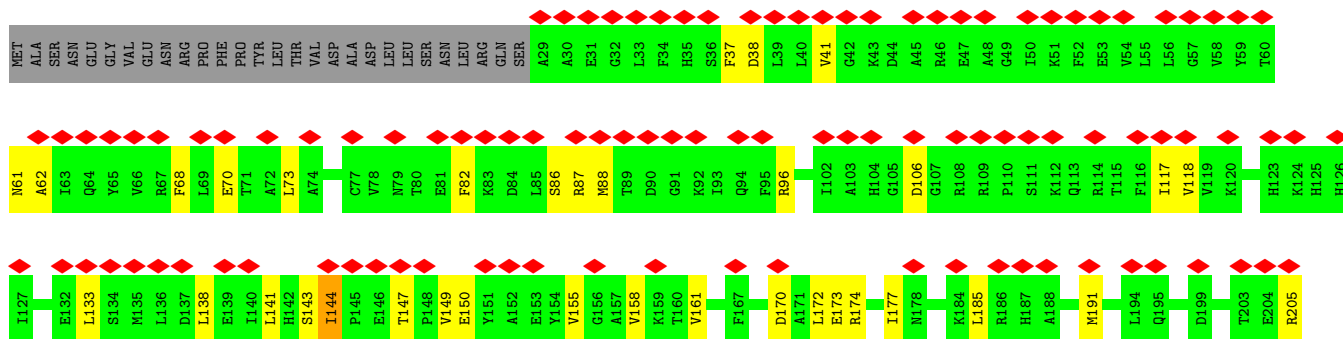 MET ALA SER ASN GLU GLY VAL GLU ASN ARG PRO PHE PRO TYR LEU THR VAL ASP ALA ASP LEU LEU SER ASN LEU ARG GLN SER A29 A30 E31 G32 L33 F34 H35 S36 F37 D38 L39 L40 V41 G42 K43 D44 A45 R46 E47 A48 G49 I50 K51 F52 E53 V54 L55 L56 G57 V58 Y59 T60
N61 A62 I63 Q64 Y65 V66 R67 F68 L69 E70 T71 A72 L73 A74 C77 V78 N79 T80 E81 F82 K83 D84 L85 S86 R87 M88 T89 D90 G91 K92 I93 Q94 F95 R96 I102 A103 H104 G105 D106 G107 R108 R109 P110 S111 K112 Q113 R114 T115 F116 I117 V118 V119 K120 H123 K124 H125 H126
I127 E132 L133 S134 M135 L136 D137 L138 E139 I140 L141 H142 S143 I144 P145 E146 T147 P148 V149 E150 Y151 A152 E153 Y154 V155 G156 A157 V158 K159 T160 V161 F167 D170 A171 L172 E173 R174 I177 N178 K184 L185 R186 H187 A188 M191 L194 Q195 D199 T203 E204 R205